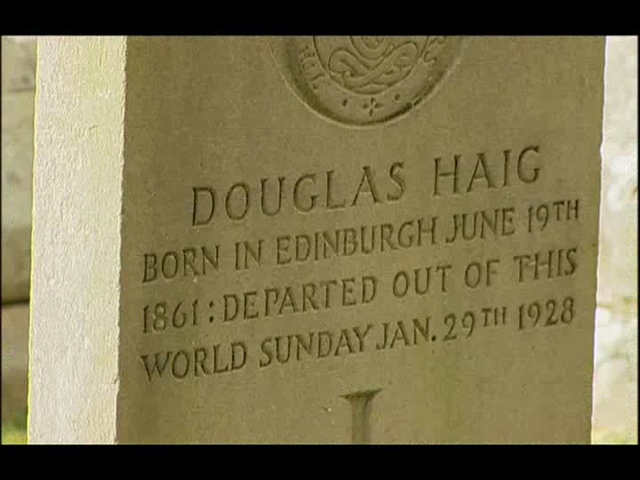 DOUGLAS HAIG
BORN IN EDINBURGH JUNE 19TH
1861: DEPARTED OUT OF THIS
WORLD SUNDAY JAN. 29TH 1928